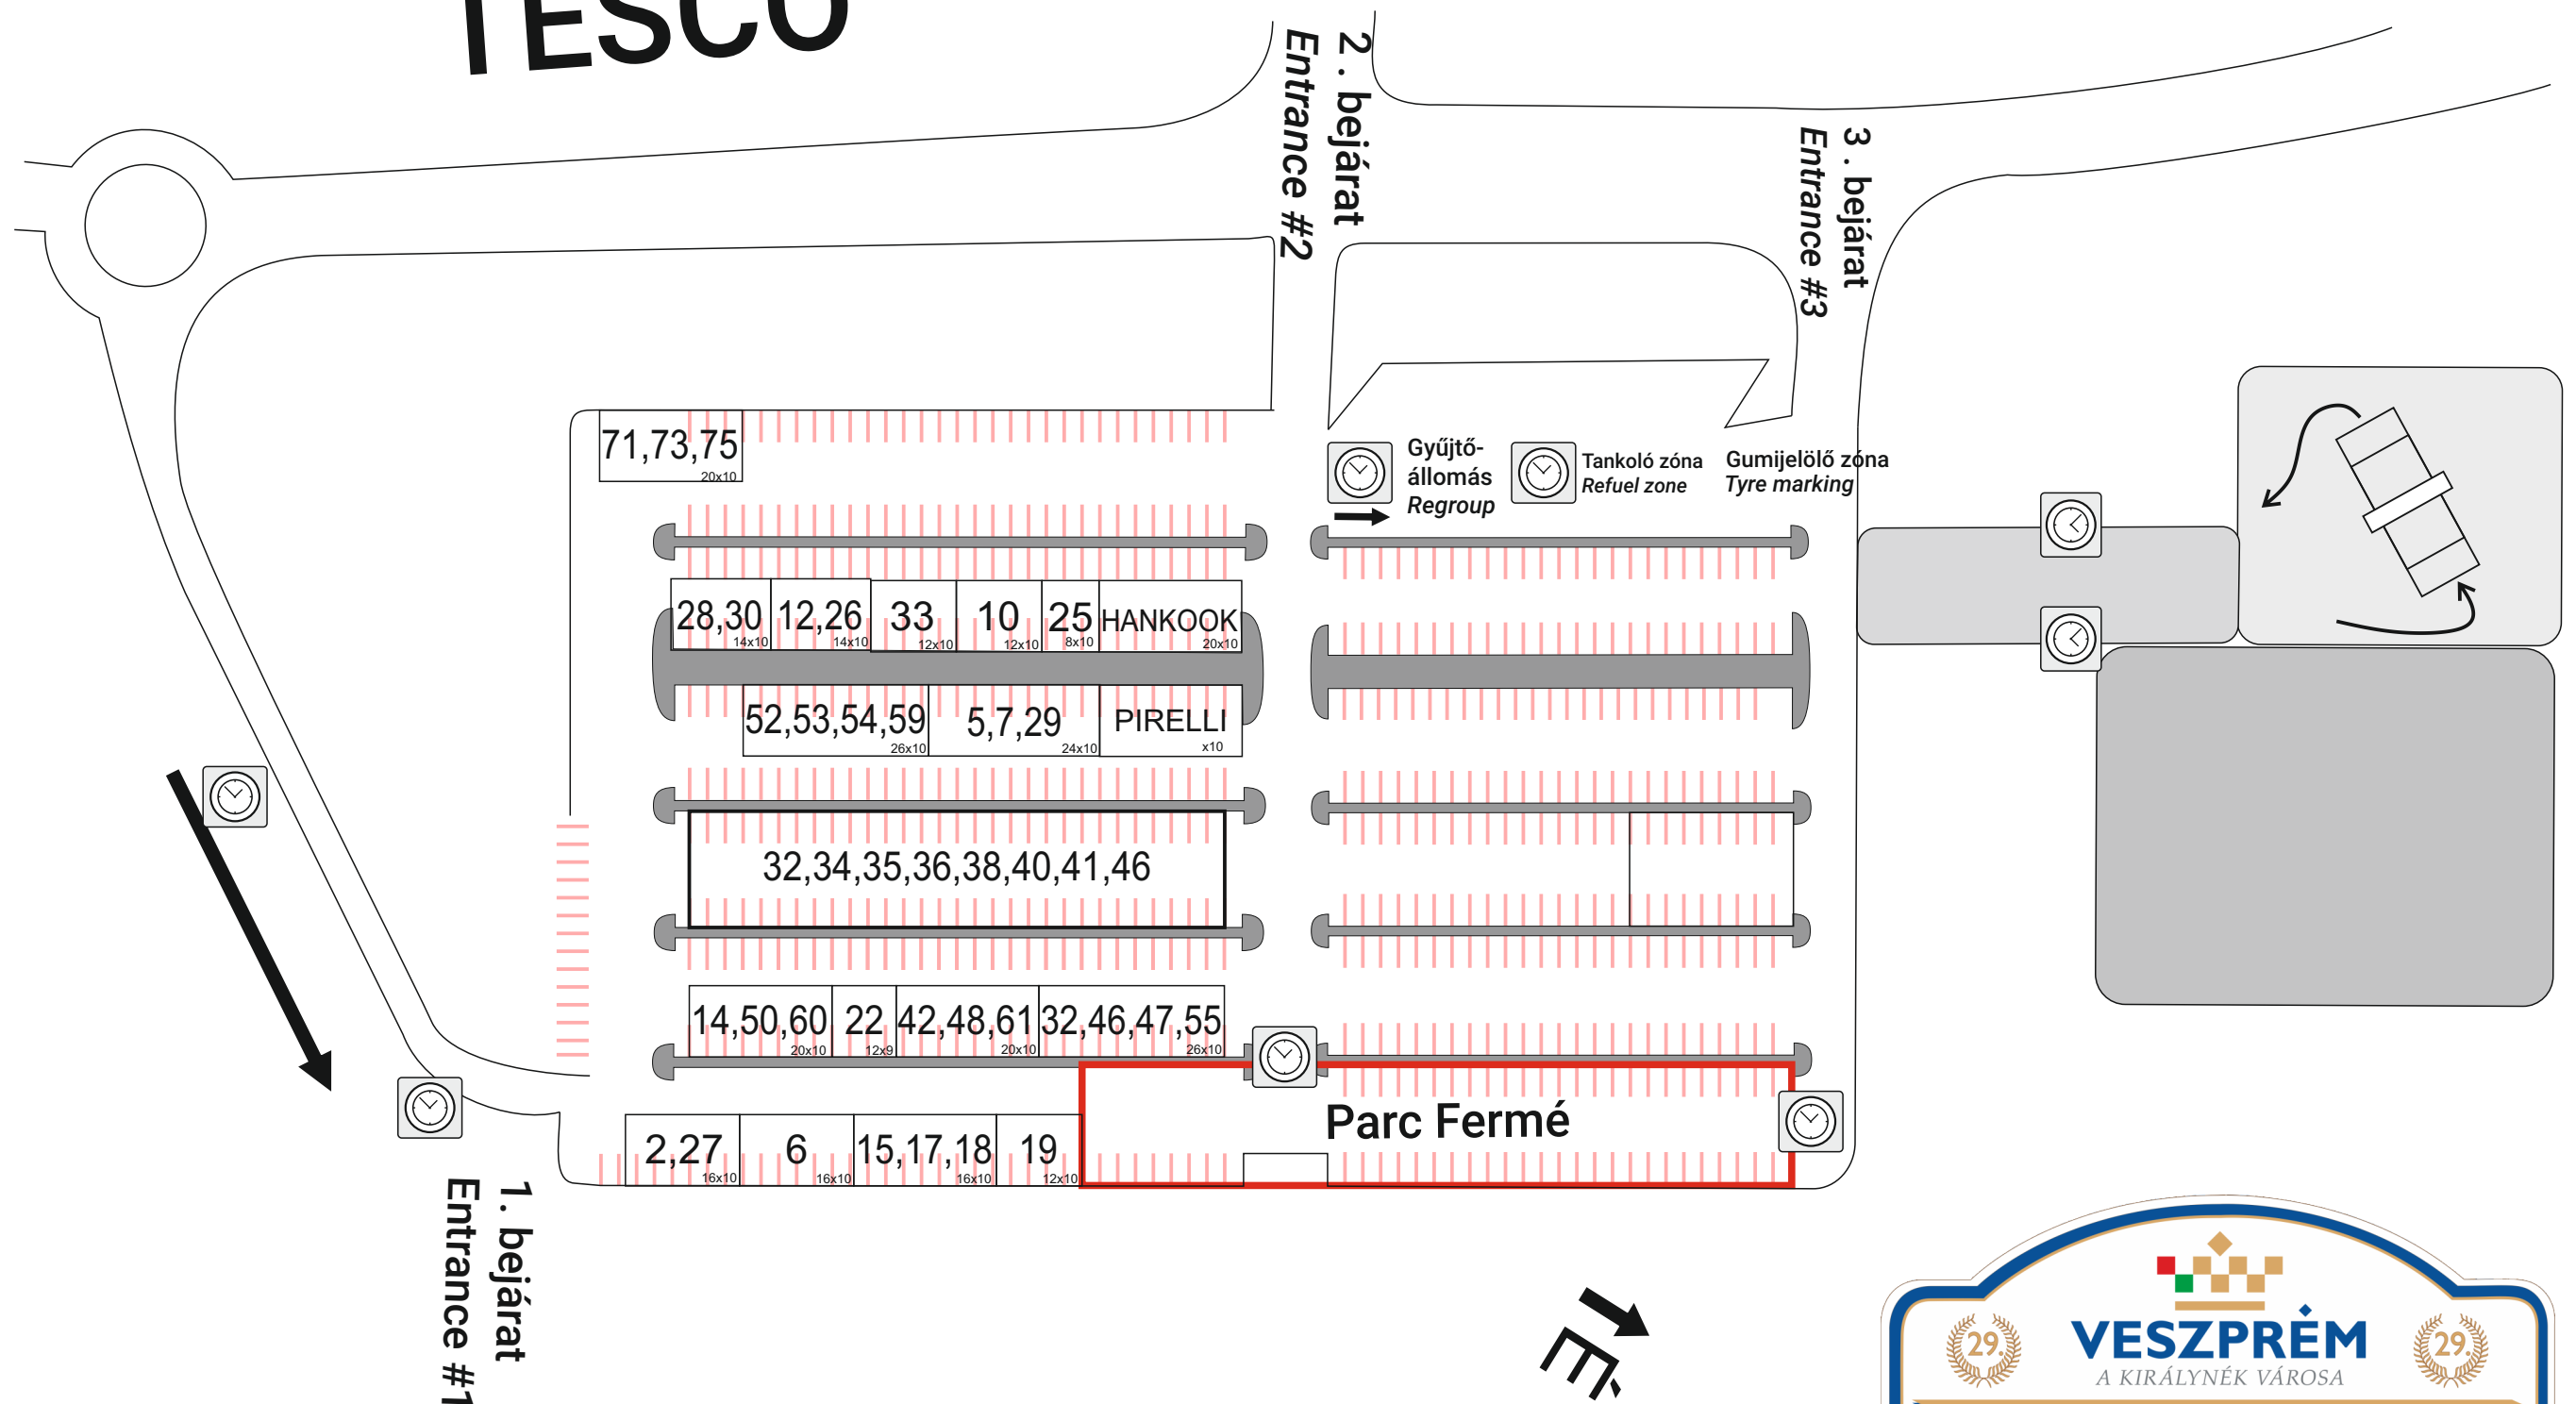 TESCO
2 . bejárat
Entrance #2
3 . bejárat
Entrance #3
71,73,75
20x10
Gyűjtő-
állomás
Regroup
Tankoló zóna
Refuel zone
Gumijelölő zóna
Tyre marking
28,30
14x10
12,26
14x10
33
12x10
10
12x10
25
8x10
HANKOOK
20x10
52,53,54,59
26x10
5,7,29
24x10
PIRELLI
x10
32,34,35,36,38,40,41,46
14,50,60
20x10
22
12x9
42,48,61
20x10
32,46,47,55
26x10
Parc Fermé
2,27
16x10
6
16x10
15,17,18
16x10
19
12x10
1. bejárat
Entrance #1
É
29.
VESZPRÉM
29.
A KIRÁLYNÉK VÁROSA